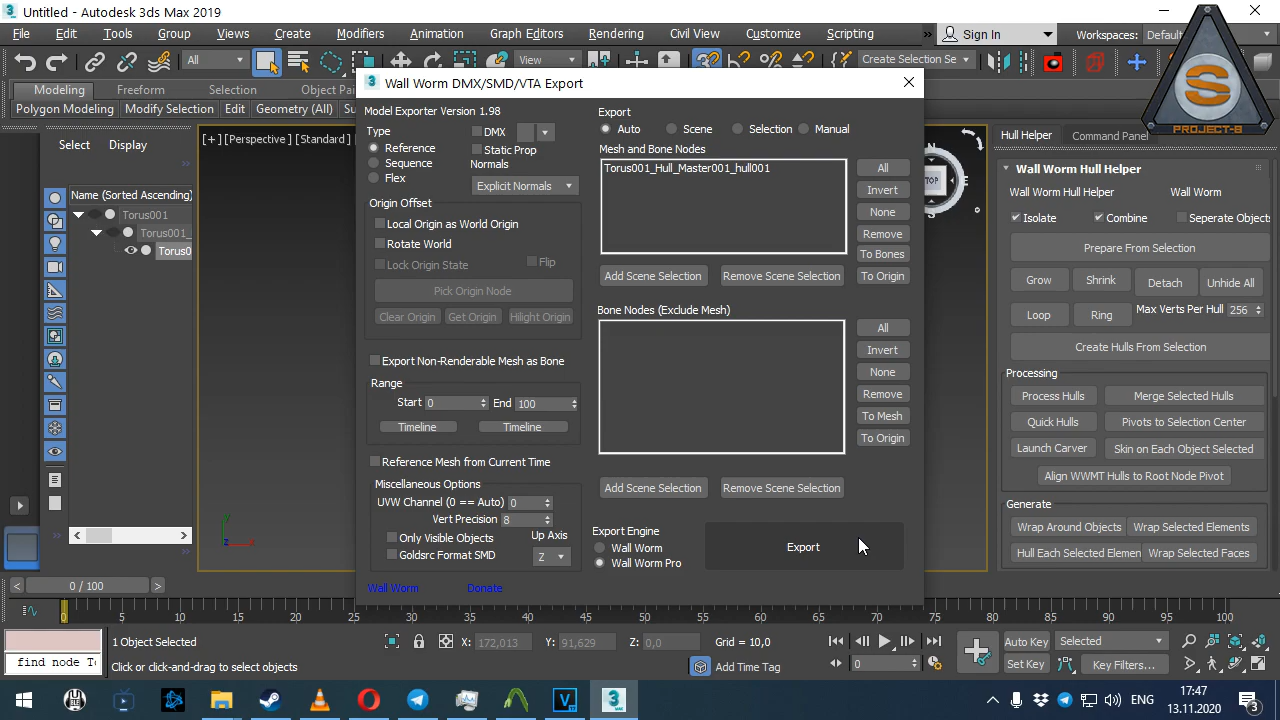 Untitled - Autodesk 3ds Max 2019
File Edit Tools Group Views Create Modifiers Animation Graph Editors Rendering Civil View Customize Scripting » Sign In Workspaces: Default
All View Create Selection Se
Modeling Freeform Selection Object Pa
Polygon Modeling Modify Selection Edit Geometry (All)
PROJECT-S
Wall Worm DMX/SMD/VTA Export
Model Exporter Version 1.98
Type
DMX
Reference
Static Prop
Sequence
Normals
Flex
Explicit Normals
Origin Offset
Local Origin as World Origin
Rotate World
Lock Origin State Flip
Pick Origin Node
Clear Origin Get Origin Hilight Origin
Export Non-Renderable Mesh as Bone
Range
Start 0 End 100
Timeline Timeline
Reference Mesh from Current Time
Miscellaneous Options
UVW Channel (0 == Auto) 0
Vert Precision 8
Only Visible Objects Up Axis
Goldsrc Format SMD Z
Wall Worm Donate
Export
Auto Scene Selection Manual
Mesh and Bone Nodes
Torus001_Hull_Master001_hull001
All
Invert
None
Remove
To Bones
To Origin
Add Scene Selection Remove Scene Selection
Bone Nodes (Exclude Mesh)
All
Invert
None
Remove
To Mesh
To Origin
Add Scene Selection Remove Scene Selection
Export Engine
Wall Worm
Wall Worm Pro
Export
Select Display
Name (Sorted Ascending)
Torus001
Torus001_
Torus0
[+] [Perspective] [Standard]
N
TOP
E
Hull Helper Command Panel
Wall Worm Hull Helper
Wall Worm Hull Helper Wall Worm
Isolate Combine Seperate Objects
Prepare From Selection
Grow Shrink Detach Unhide All
Loop Ring Max Verts Per Hull 256
Create Hulls From Selection
Processing
Process Hulls Merge Selected Hulls
Quick Hulls Pivots to Selection Center
Launch Carver Skin on Each Object Selected
Align WWMT Hulls to Root Node Pivot
Generate
Wrap Around Objects Wrap Selected Elements
Hull Each Selected Elemen Wrap Selected Faces
< 0 / 100 >
0 5 10 15 20 25 30 35 40 45 50 55 60 65 70 75 80 85 90 95 100
1 Object Selected
X: 172,013 Y: 91,629 Z: 0,0 Grid = 10,0
Auto Key Selected
find node To
Click or click-and-drag to select objects
Add Time Tag
0
Set Key Key Filters...
ENG
17:47
13.11.2020
3